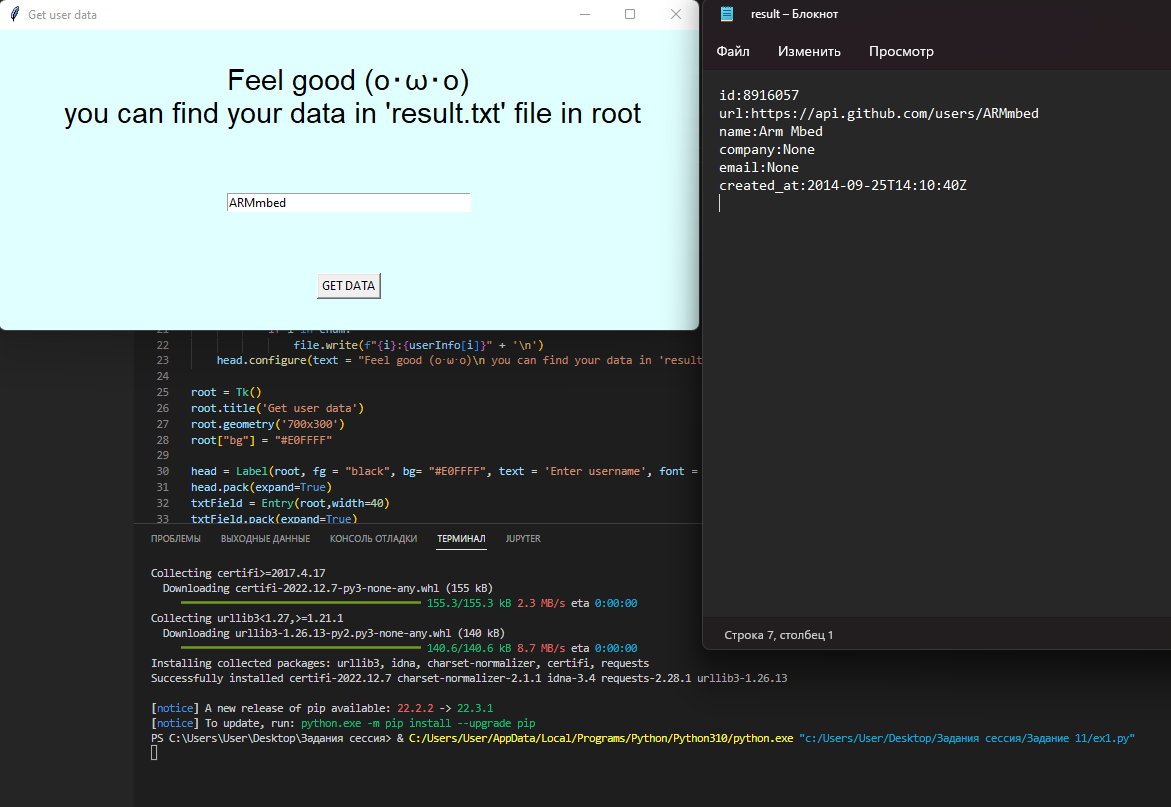 Get user data
Feel good (o･ω･o)
you can find your data in 'result.txt' file in root
ARMmbed
GET DATA
result – Блокнот
Файл Изменить Просмотр
id:8916057
url:https://api.github.com/users/ARMmbed
name:Arm Mbed
company:None
email:None
created_at:2014-09-25T14:10:40Z
Строка 7, столбец 1
22 file.write(f"{i}:{userInfo[i]}" + '\n')
23 head.configure(text = "Feel good (o･ω･o)\n you can find your data in 'result
24
25 root = Tk()
26 root.title('Get user data')
27 root.geometry('700x300')
28 root["bg"] = "#E0FFFF"
29
30 head = Label(root, fg = "black", bg= "#E0FFFF", text = 'Enter username', font =
31 head.pack(expand=True)
32 txtField = Entry(root,width=40)
33 txtField.pack(expand=True)
ПРОБЛЕМЫ ВЫХОДНЫЕ ДАННЫЕ КОНСОЛЬ ОТЛАДКИ ТЕРМИНАЛ JUPYTER
Collecting certifi>=2017.4.17
Downloading certifi-2022.12.7-py3-none-any.whl (155 kB)
155.3/155.3 kB 2.3 MB/s eta 0:00:00
Collecting urllib3<1.27,>=1.21.1
Downloading urllib3-1.26.13-py2.py3-none-any.whl (140 kB)
140.6/140.6 kB 8.7 MB/s eta 0:00:00
Installing collected packages: urllib3, idna, charset-normalizer, certifi, requests
Successfully installed certifi-2022.12.7 charset-normalizer-2.1.1 idna-3.4 requests-2.28.1 urllib3-1.26.13
[notice] A new release of pip available: 22.2.2 -> 22.3.1
[notice] To update, run: python.exe -m pip install --upgrade pip
PS C:\Users\User\Desktop\Задания сессия> & C:/Users/User/AppData/Local/Programs/Python/Python310/python.exe "c:/Users/User/Desktop/Задания сессия/Задание 11/ex1.py"